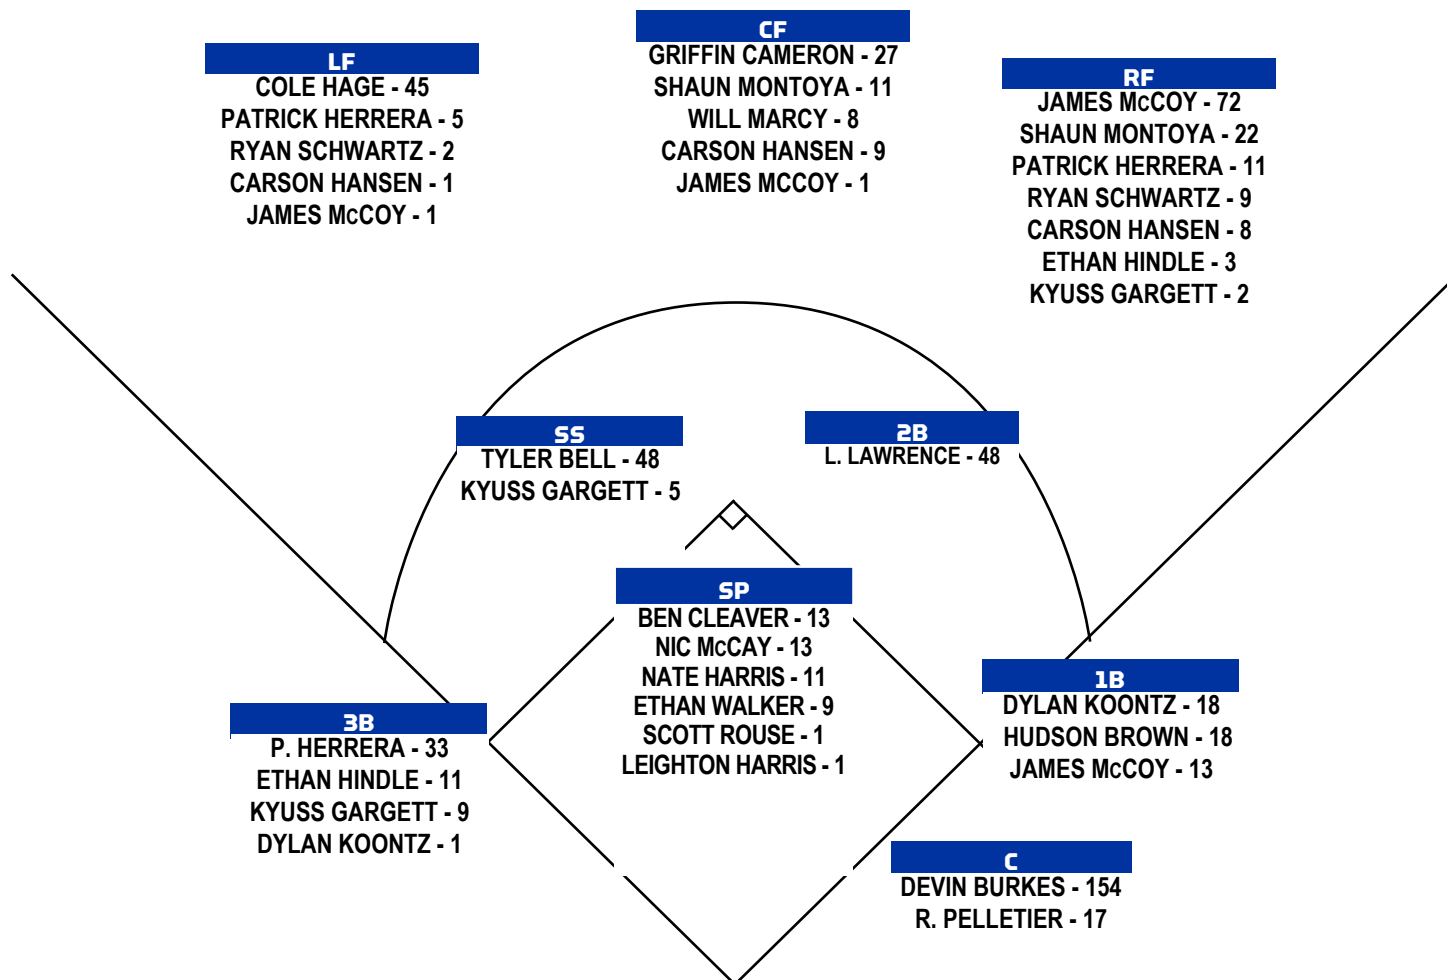 LF
COLE HAGE - 45
PATRICK HERRERA - 5
RYAN SCHWARTZ - 2
CARSON HANSEN - 1
JAMES McCOY - 1
CF
GRIFFIN CAMERON - 27
SHAUN MONTOYA - 11
WILL MARCY - 8
CARSON HANSEN - 9
JAMES MCCOY - 1
RF
JAMES McCOY - 72
SHAUN MONTOYA - 22
PATRICK HERRERA - 11
RYAN SCHWARTZ - 9
CARSON HANSEN - 8
ETHAN HINDLE - 3
KYUSS GARGETT - 2
SS
TYLER BELL - 48
KYUSS GARGETT - 5
2B
L. LAWRENCE - 48
SP
BEN CLEAVER - 13
NIC McCAY - 13
NATE HARRIS - 11
ETHAN WALKER - 9
SCOTT ROUSE - 1
LEIGHTON HARRIS - 1
3B
P. HERRERA - 33
ETHAN HINDLE - 11
KYUSS GARGETT - 9
DYLAN KOONTZ - 1
1B
DYLAN KOONTZ - 18
HUDSON BROWN - 18
JAMES McCOY - 13
C
DEVIN BURKES - 154
R. PELLETIER - 17